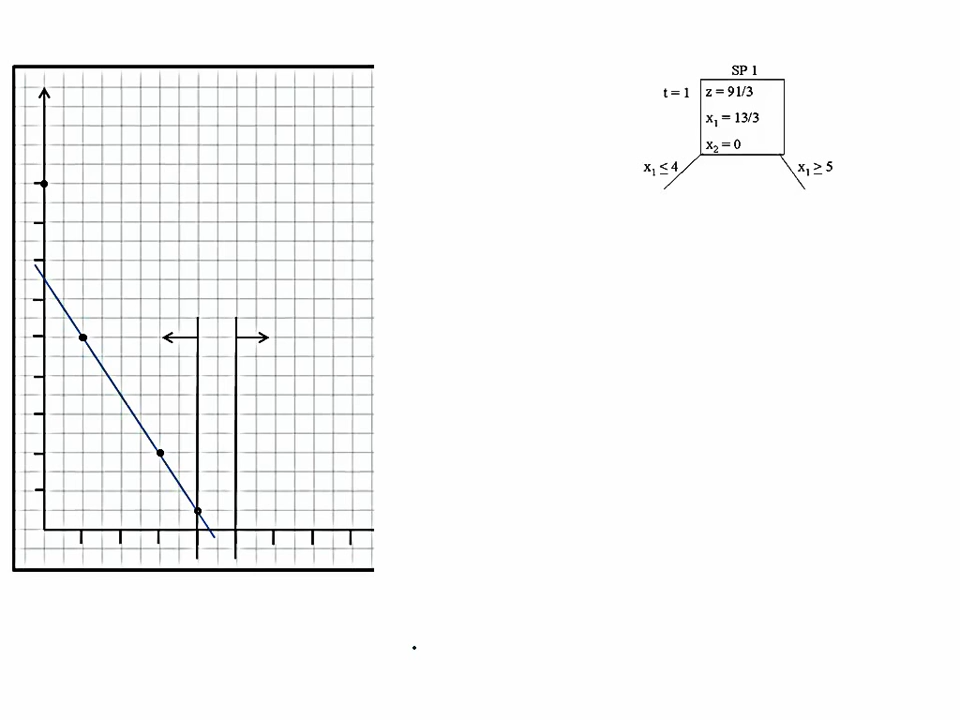 SP 1
t = 1
z = 91/3
x₁ = 13/3
x₂ = 0
x₁ ≤ 4
x₁ ≥ 5